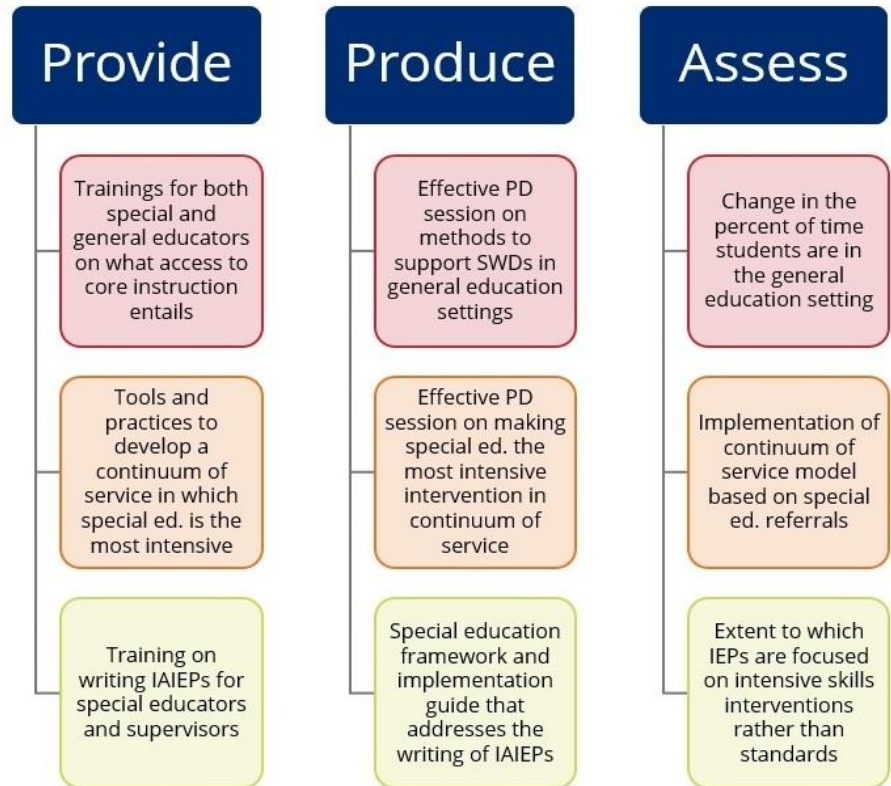 Provide
Trainings for both
special and
general educators
on what access to
core instruction
entails
Tools and
practices to
develop a
continuum of
service in which
special ed. is the
most intensive
Training on
writing IAIEPs for
special educators
and supervisors
Produce
Effective PD
session on
methods to
support SWDs in
general education
settings
Effective PD
session on making
special ed. the
most intensive
intervention in
continuum of
service
Special education
framework and
implementation
guide that
addresses the
writing of IAIEPs
Assess
Change in the
percent of time
students are in
the general
education setting
Implementation of
continuum of
service model
based on special
ed. referrals
Extent to which
IEPs are focused
on intensive skills
interventions
rather than
standards